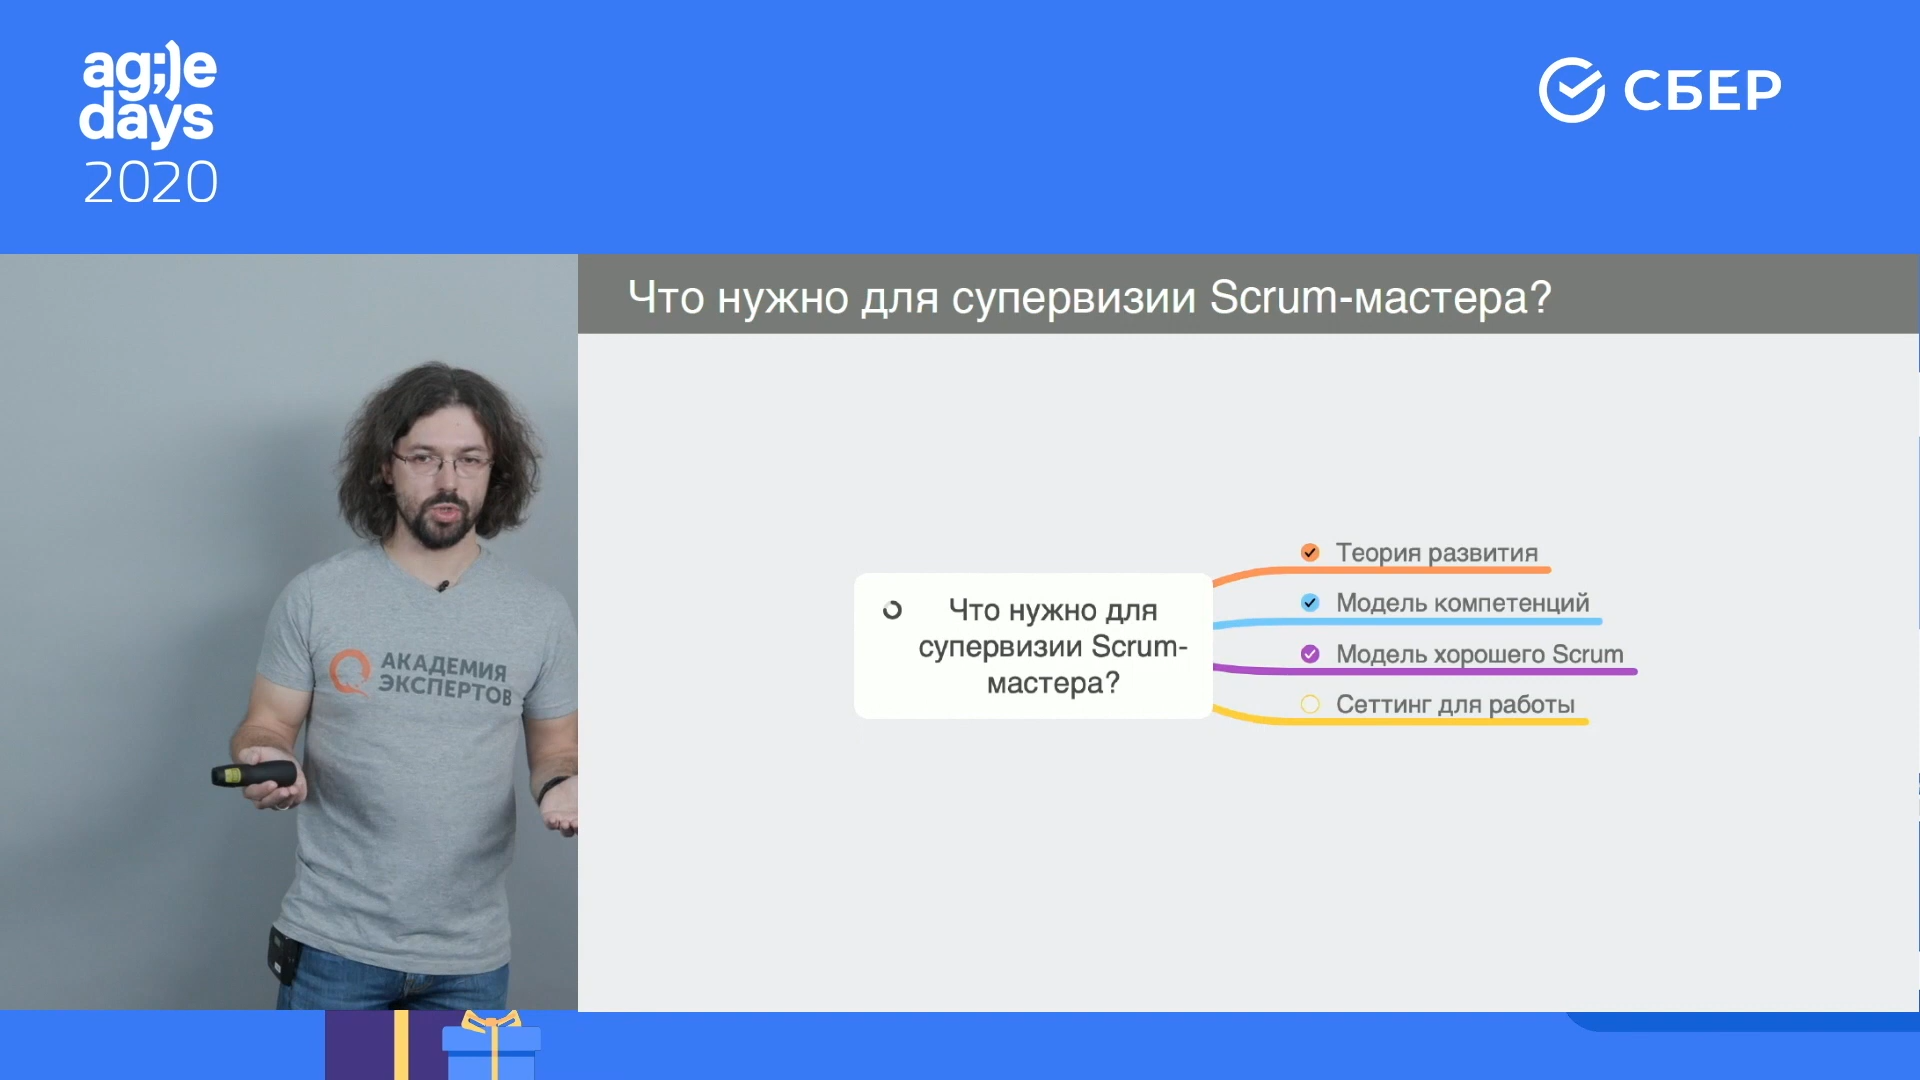 ag;)e
days
2020
СБЕР
Что нужно для супервизии Scrum-мастера?
АКАДЕМИЯ
ЭКСПЕРТОВ
Что нужно для
супервизии Scrum-
мастера?
Теория развития
Модель компетенций
Модель хорошего Scrum
Сеттинг для работы